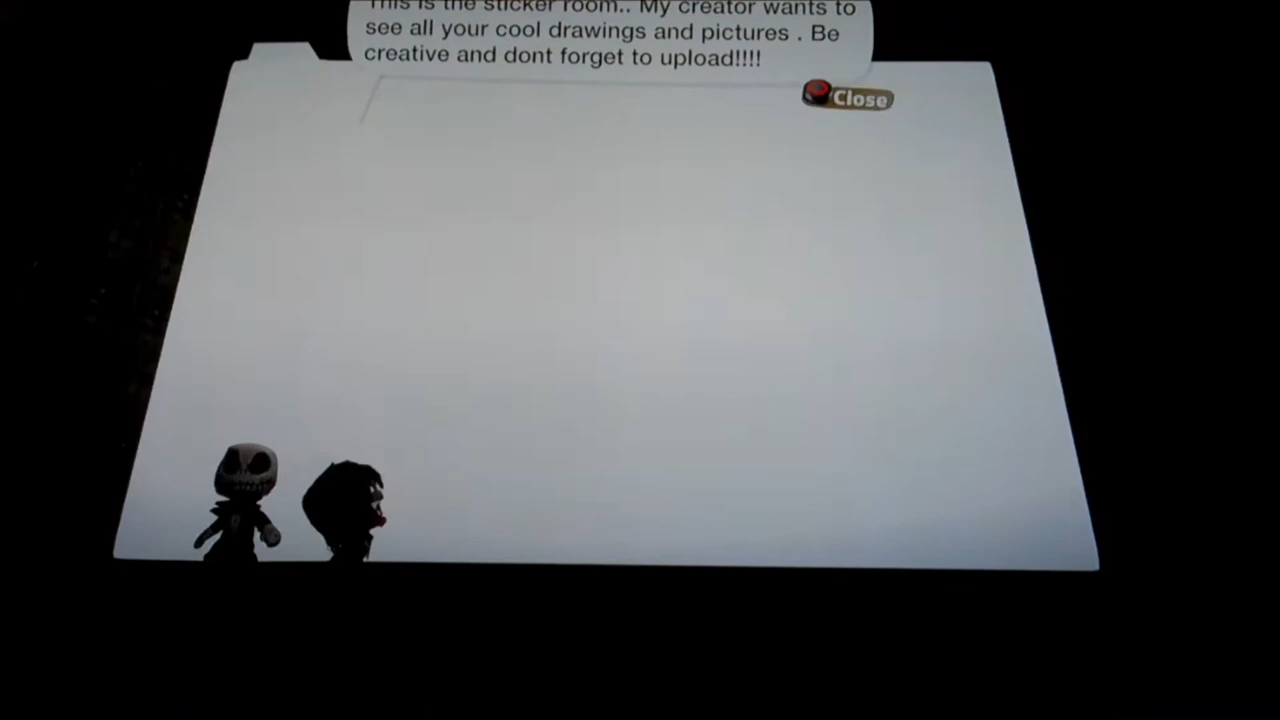 This is the sticker room.. My creator wants to
see all your cool drawings and pictures . Be
creative and dont forget to upload!!!!
Close